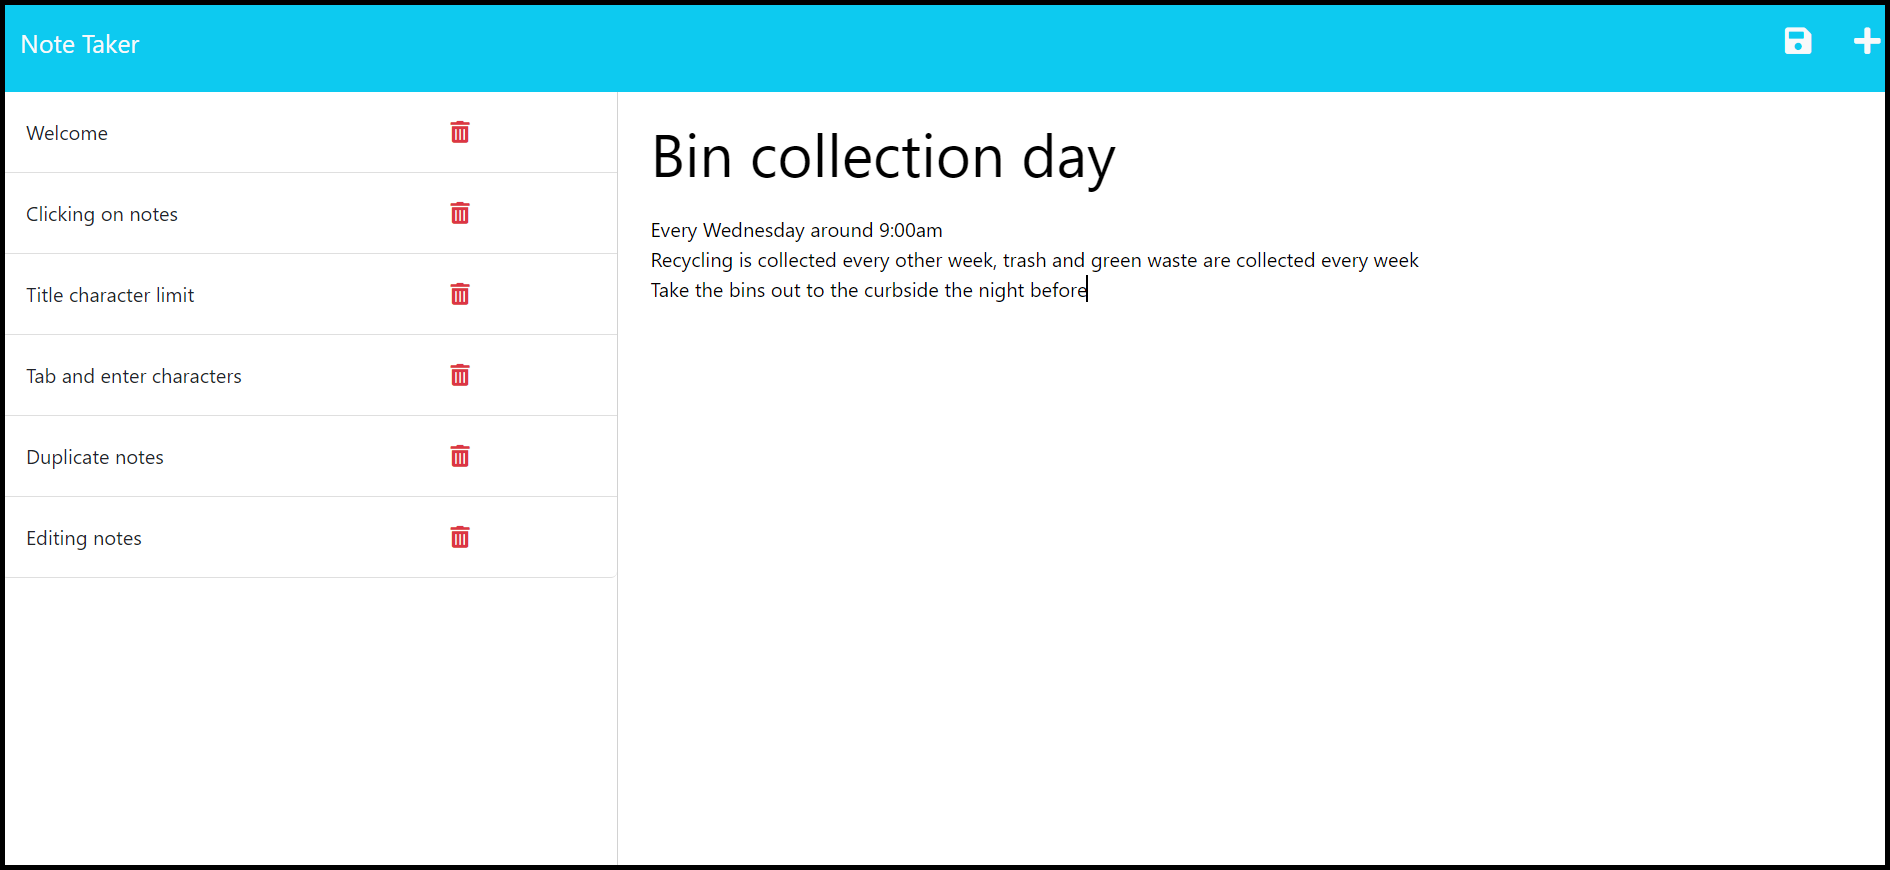 Note Taker
Welcome
Clicking on notes
Title character limit
Tab and enter characters
Duplicate notes
Editing notes
Bin collection day
Every Wednesday around 9:00am
Recycling is collected every other week, trash and green waste are collected every week
Take the bins out to the curbside the night before